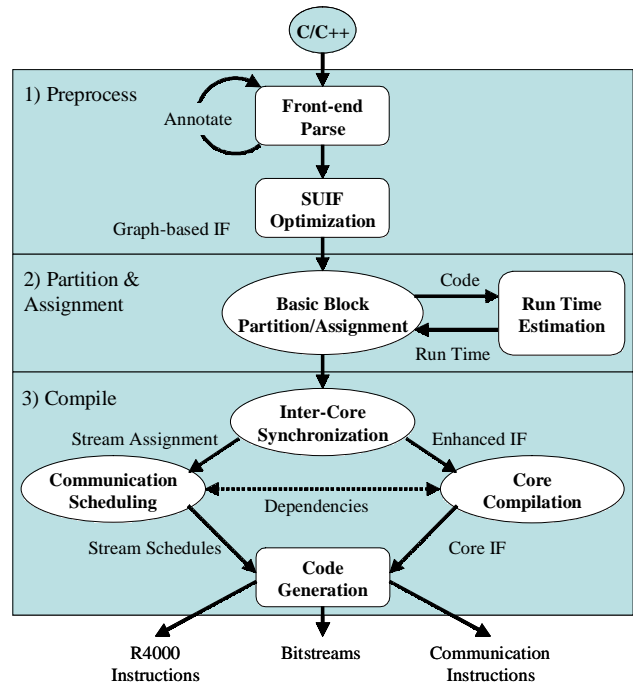 C/C++
1) Preprocess
Annotate
Front-end
Parse
SUIF
Optimization
Graph-based IF
2) Partition &
Assignment
Basic Block
Partition/Assignment
Code
Run Time
Run Time
Estimation
3) Compile
Inter-Core
Synchronization
Stream Assignment
Enhanced IF
Communication
Scheduling
Dependencies
Core
Compilation
Stream Schedules
Core IF
Code
Generation
R4000
Instructions
Bitstreams
Communication
Instructions